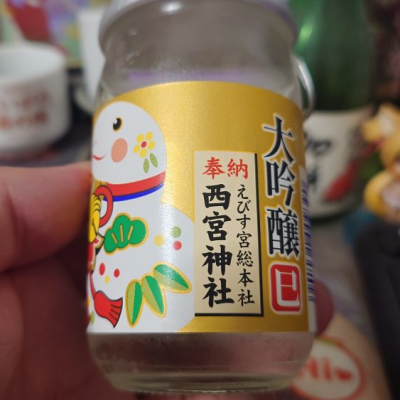 大吟醸
巳
奉納
えびす宮総本社
西宮神社